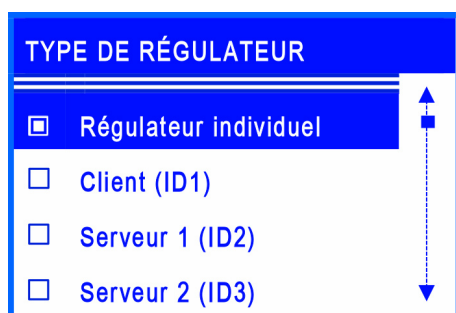 TYPE DE RÉGULATEUR
Régulateur individuel
Client (ID1)
Serveur 1 (ID2)
Serveur 2 (ID3)